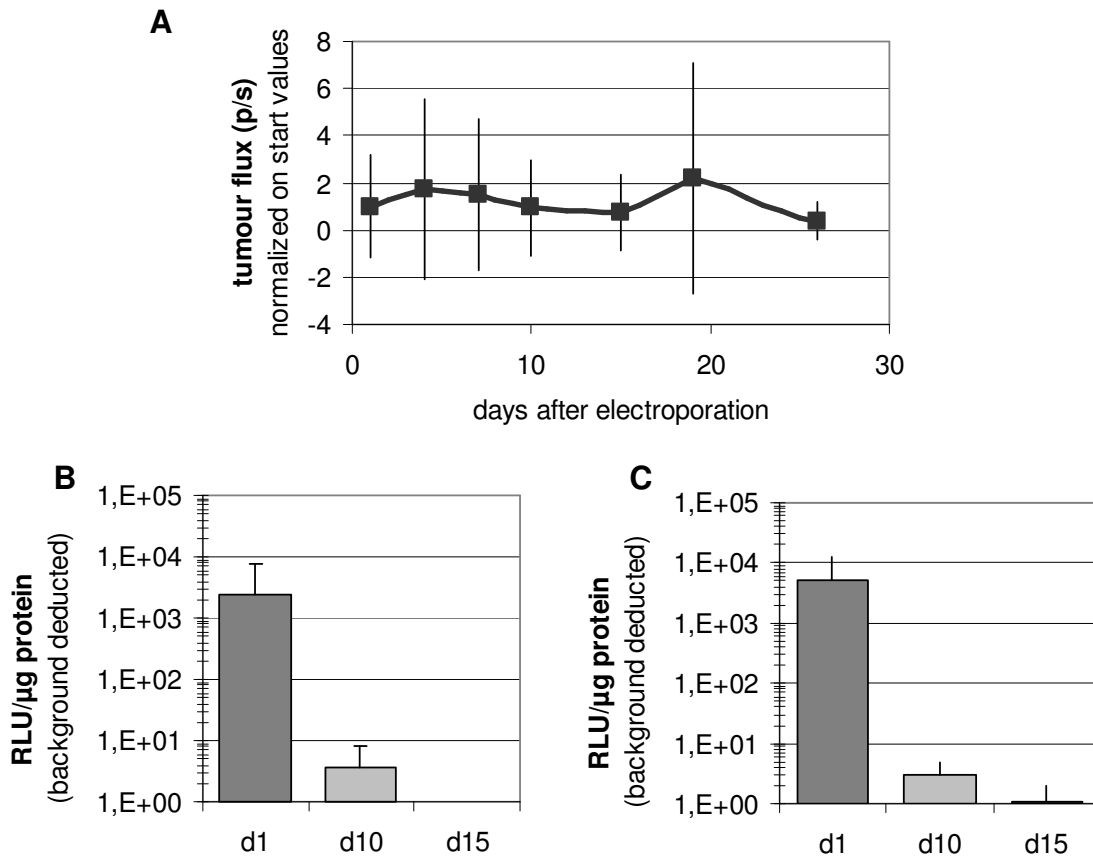 A
tumour flux (p/s)
normalized on start values
8
6
4
2
0
-2
-4
0 10 20 30
days after electroporation
B
RLU/µg protein
(background deducted)
1,E+05
1,E+04
1,E+03
1,E+02
1,E+01
1,E+00
d1 d10 d15
C
RLU/µg protein
(background deducted)
1,E+05
1,E+04
1,E+03
1,E+02
1,E+01
1,E+00
d1 d10 d15